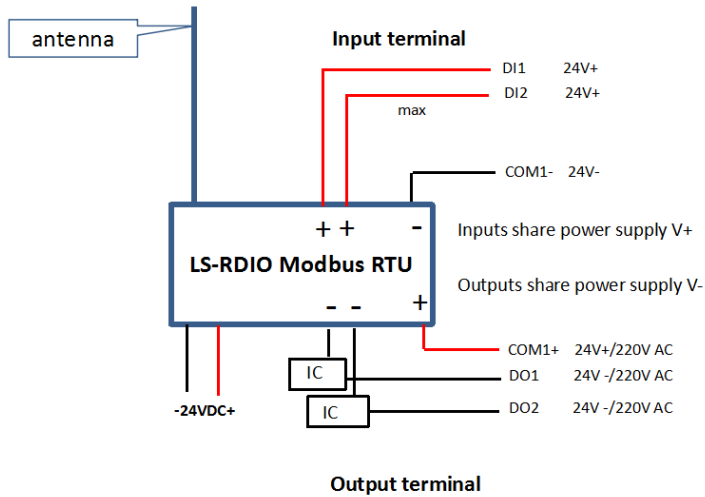 antenna
Input terminal
DI1 24V+
DI2 24V+
max
COM1- 24V-
+ + -
Inputs share power supply V+
LS-RDIO Modbus RTU
Outputs share power supply V-
- - +
COM1+ 24V+/220V AC
IC
DO1 24V -/220V AC
IC
DO2 24V -/220V AC
-24VDC+
Output terminal